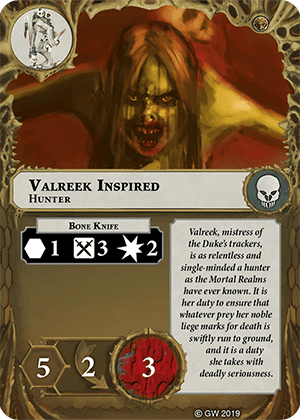 VALREEK INSPIRED
HUNTER
BONE KNIFE
1 3 2
Valreek, mistress of
the Duke's trackers,
is as relentless and
single-minded a hunter
as the Mortal Realms
have ever known. It is
her duty to ensure that
whatever prey her noble
liege marks for death is
swiftly run to ground,
and it is a duty
she takes with
deadly seriousness.
5 2 3
© GW 2019